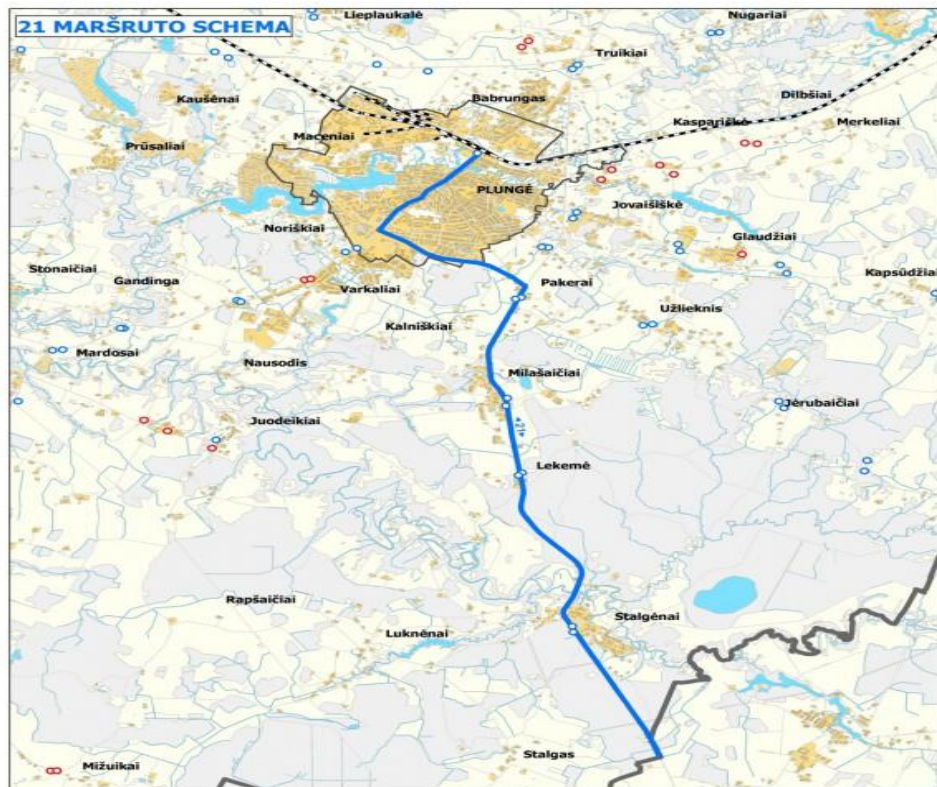 21 MARŠRUTO SCHEMA
Lieplaukalė
Nugariai
Truikiai
Kaušėnai
Babrungas
Dilbšiai
Maceniai
Kaspariškė
Merkeliai
Prūsaliai
PLUNGĖ
Jovaišiškė
Noriškiai
Glaudžiai
Stonaičiai
Gandinga
Pakerai
Kapsūdžiai
Varkaliai
Užlieknis
Kalniškiai
Mardosai
Nausodis
Milašaičiai
Jėrubaičiai
Juodeikiai
•21•
Lekemė
Rapšaičiai
Stalgėnai
Luknėnai
Stalgas
Mižuikai